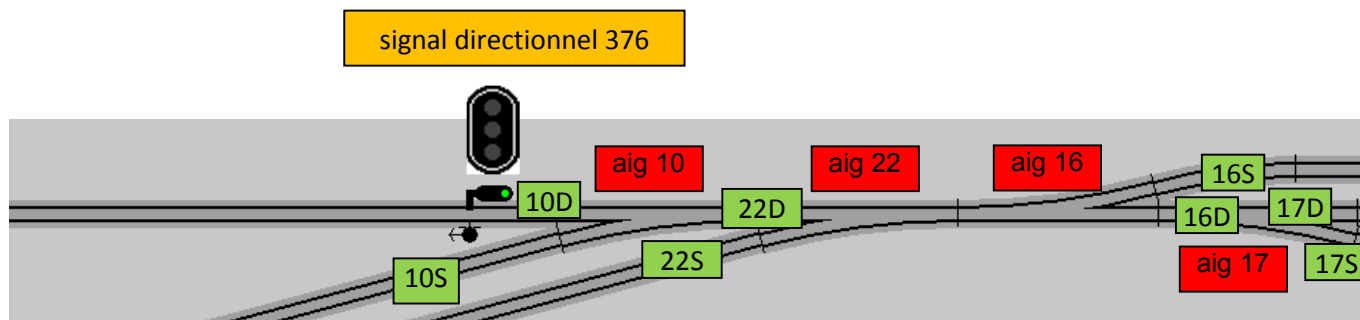 signal directionnel 376
aig 10
aig 22
aig 16
10D
22D
16S
16D
17D
10S
22S
aig 17
17S